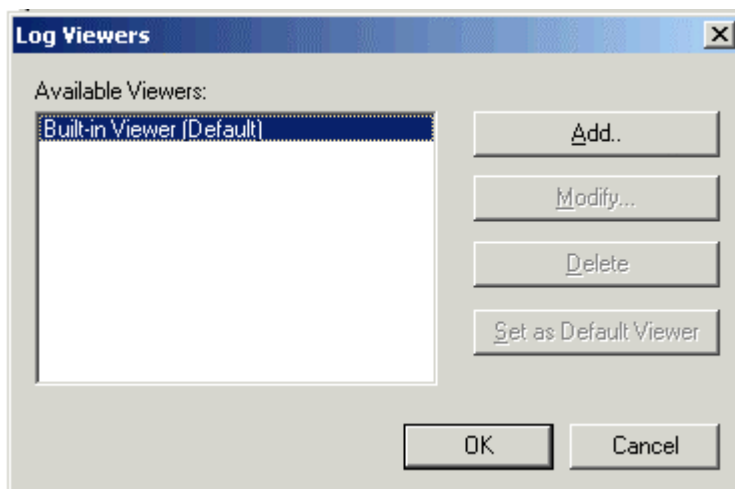 Log Viewers
Available Viewers:
Built-in Viewer (Default)
Add..
Modify...
Delete
Set as Default Viewer
OK
Cancel